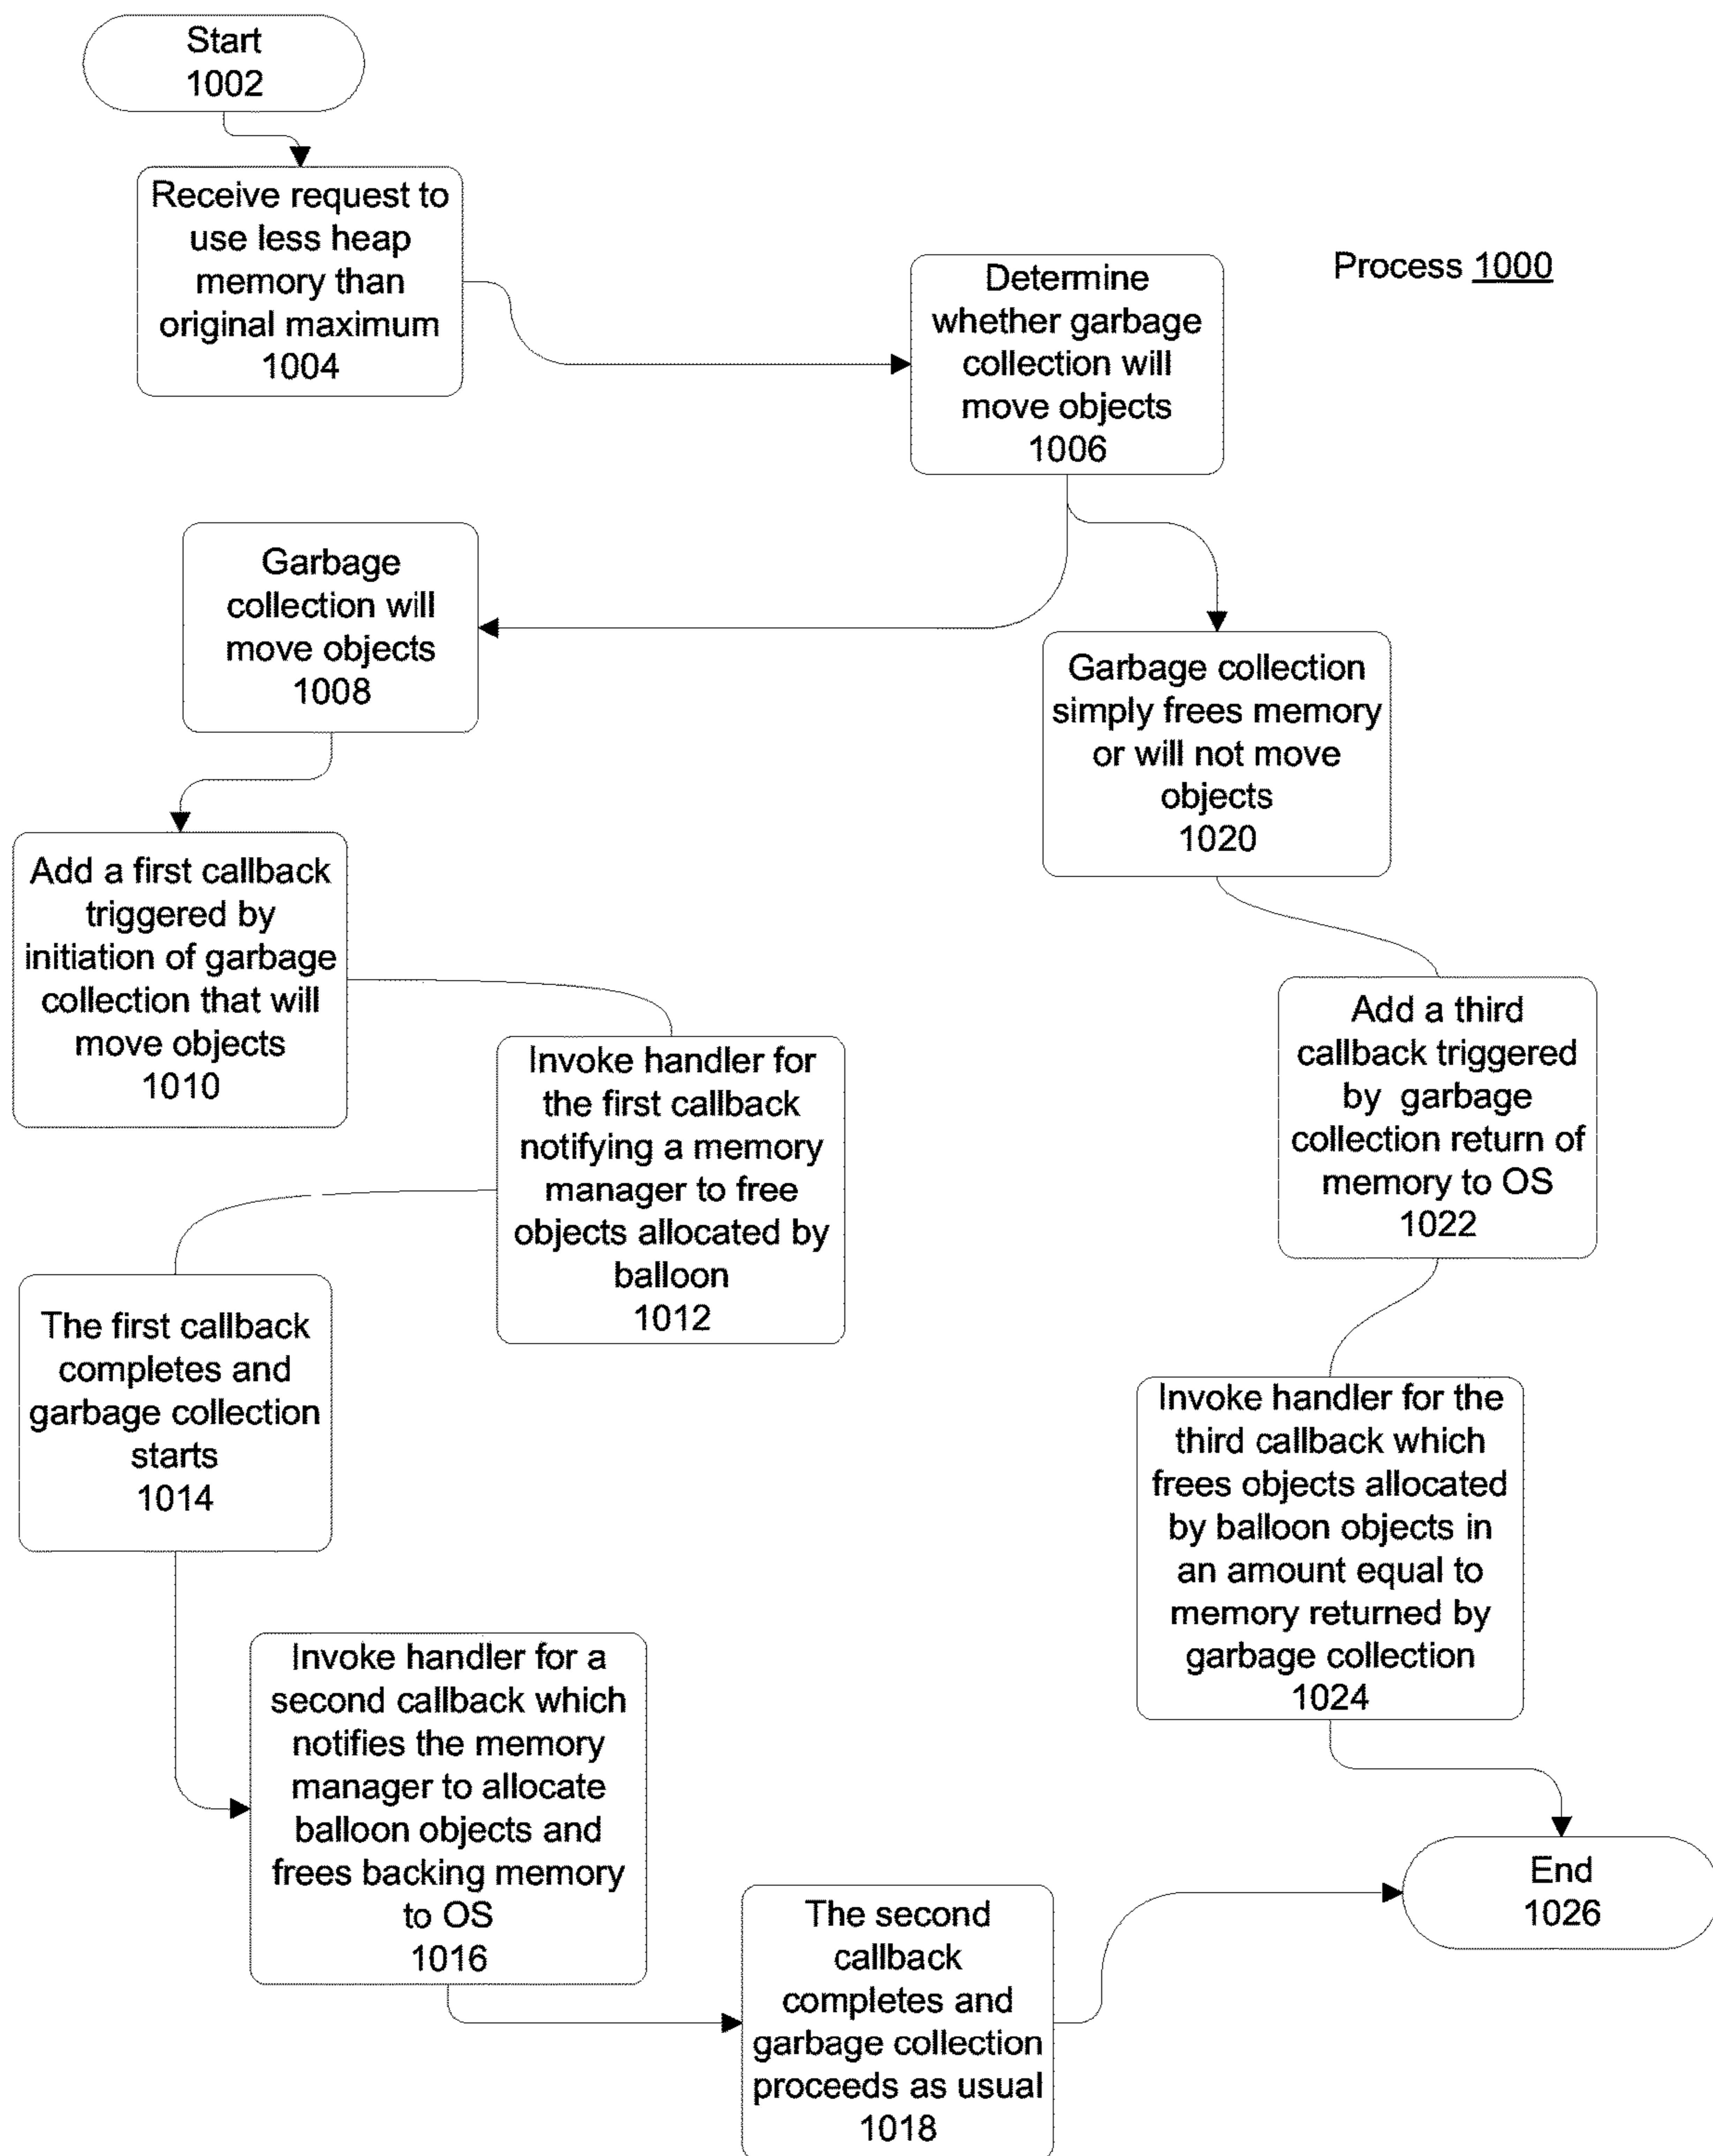 Start
1002
Receive request to
use less heap
memory than
original maximum
1004
Process 1000
Determine
whether garbage
collection will
move objects
1006
Garbage
collection will
move objects
1008
Garbage collection
simply frees memory
or will not move
objects
1020
Add a first callback
triggered by
initiation of garbage
collection that will
move objects
1010
Invoke handler for
the first callback
notifying a memory
manager to free
objects allocated by
balloon
1012
Add a third
callback triggered
by garbage
collection return of
memory to OS
1022
The first callback
completes and
garbage collection
starts
1014
Invoke handler for the
third callback which
frees objects allocated
by balloon objects in
an amount equal to
memory returned by
garbage collection
1024
Invoke handler for a
second callback which
notifies the memory
manager to allocate
balloon objects and
frees backing memory
to OS
1016
The second
callback
completes and
garbage collection
proceeds as usual
1018
End
1026